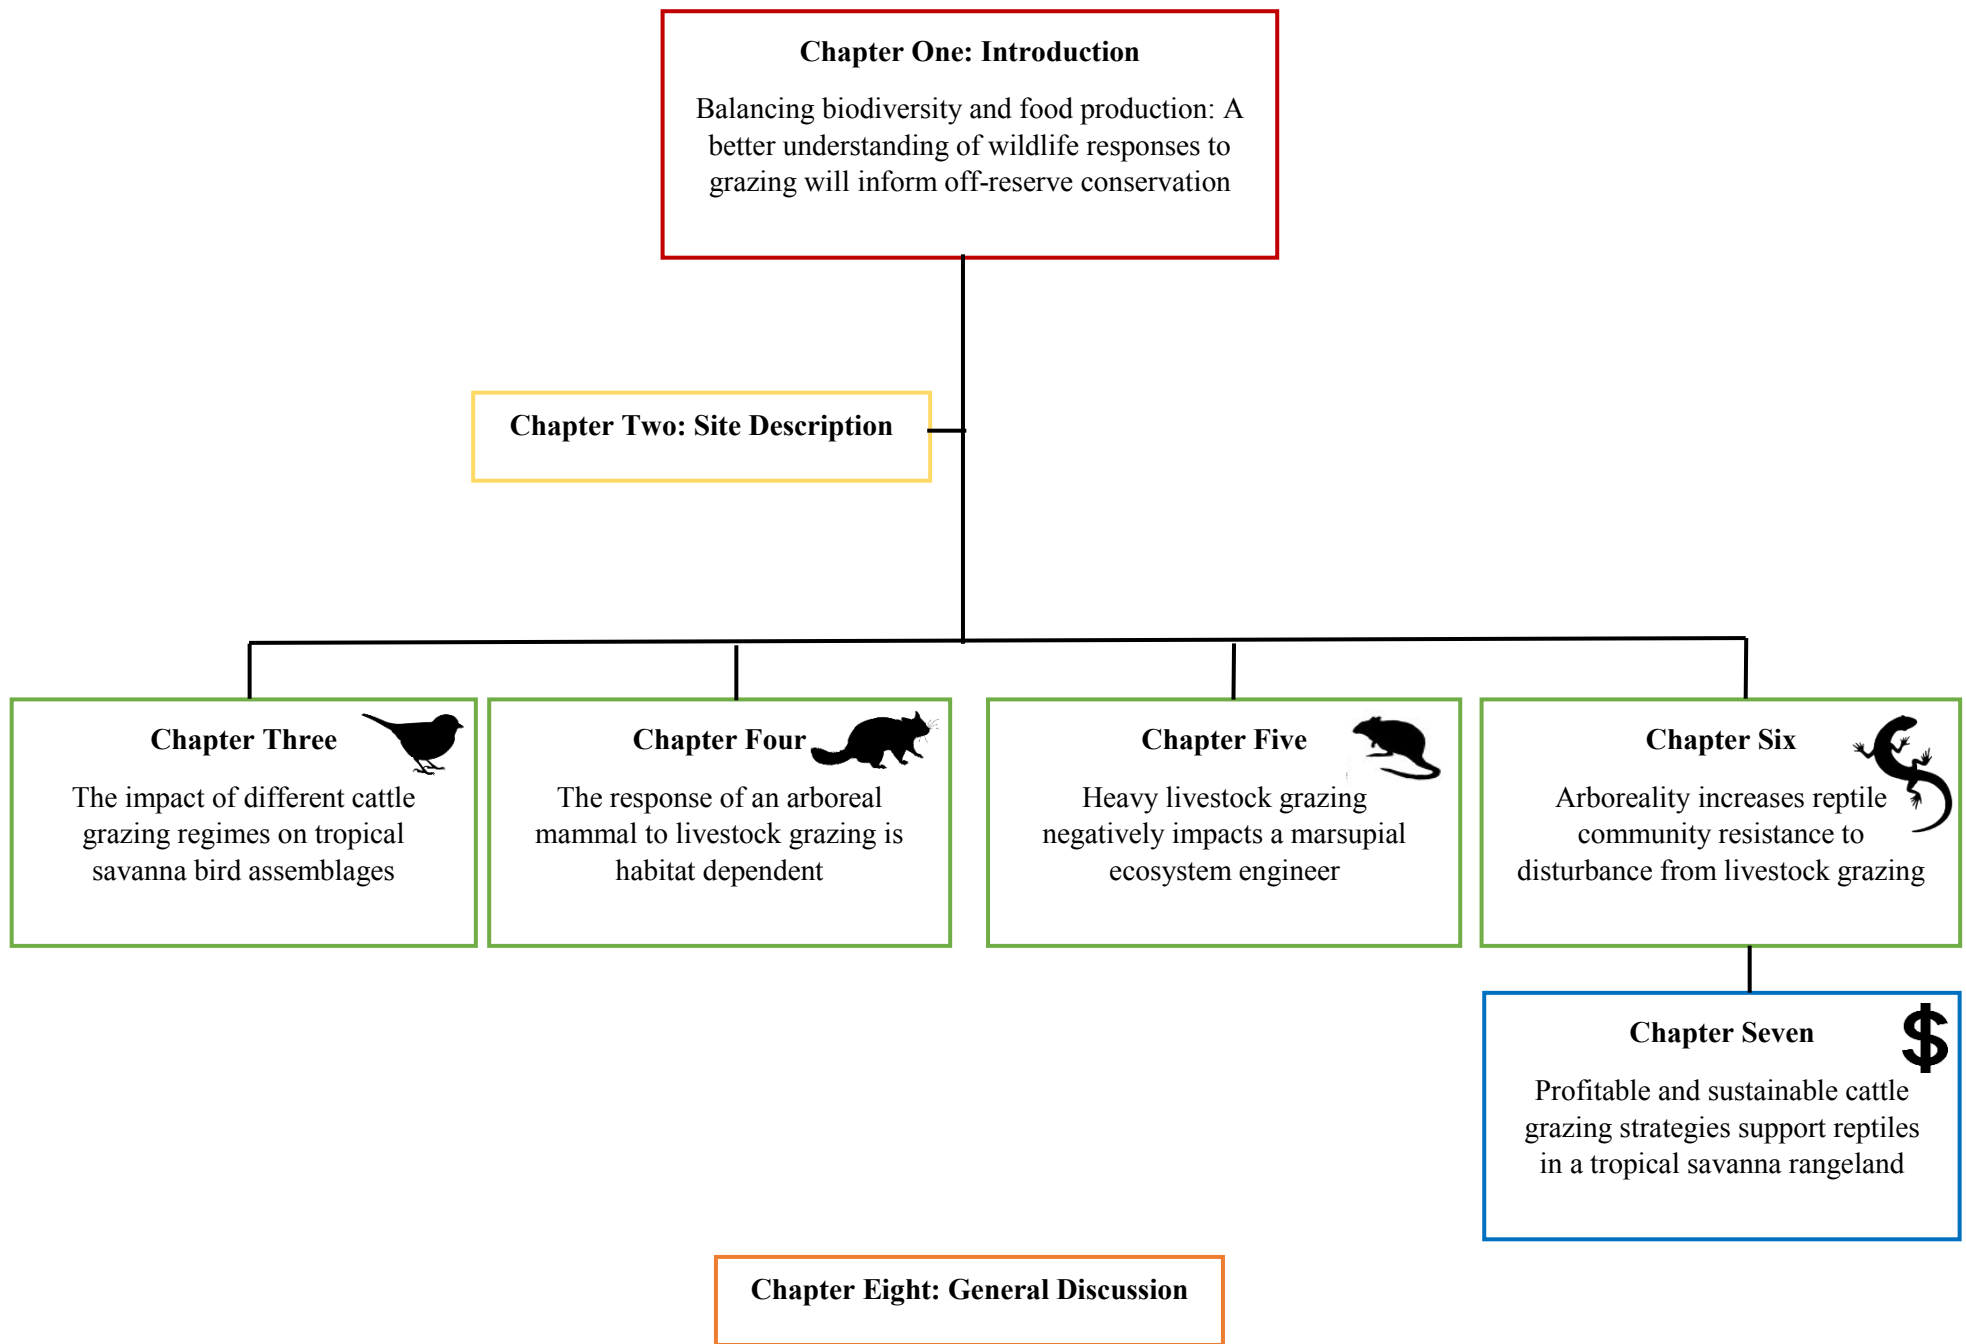 Chapter One: Introduction
Balancing biodiversity and food production: A
better understanding of wildlife responses to
grazing will inform off-reserve conservation
Chapter Two: Site Description
Chapter Three
The impact of different cattle
grazing regimes on tropical
savanna bird assemblages
Chapter Four
The response of an arboreal
mammal to livestock grazing is
habitat dependent
Chapter Five
Heavy livestock grazing
negatively impacts a marsupial
ecosystem engineer
Chapter Six
Arboreality increases reptile
community resistance to
disturbance from livestock grazing
Chapter Seven
$
Profitable and sustainable cattle
grazing strategies support reptiles
in a tropical savanna rangeland
Chapter Eight: General Discussion